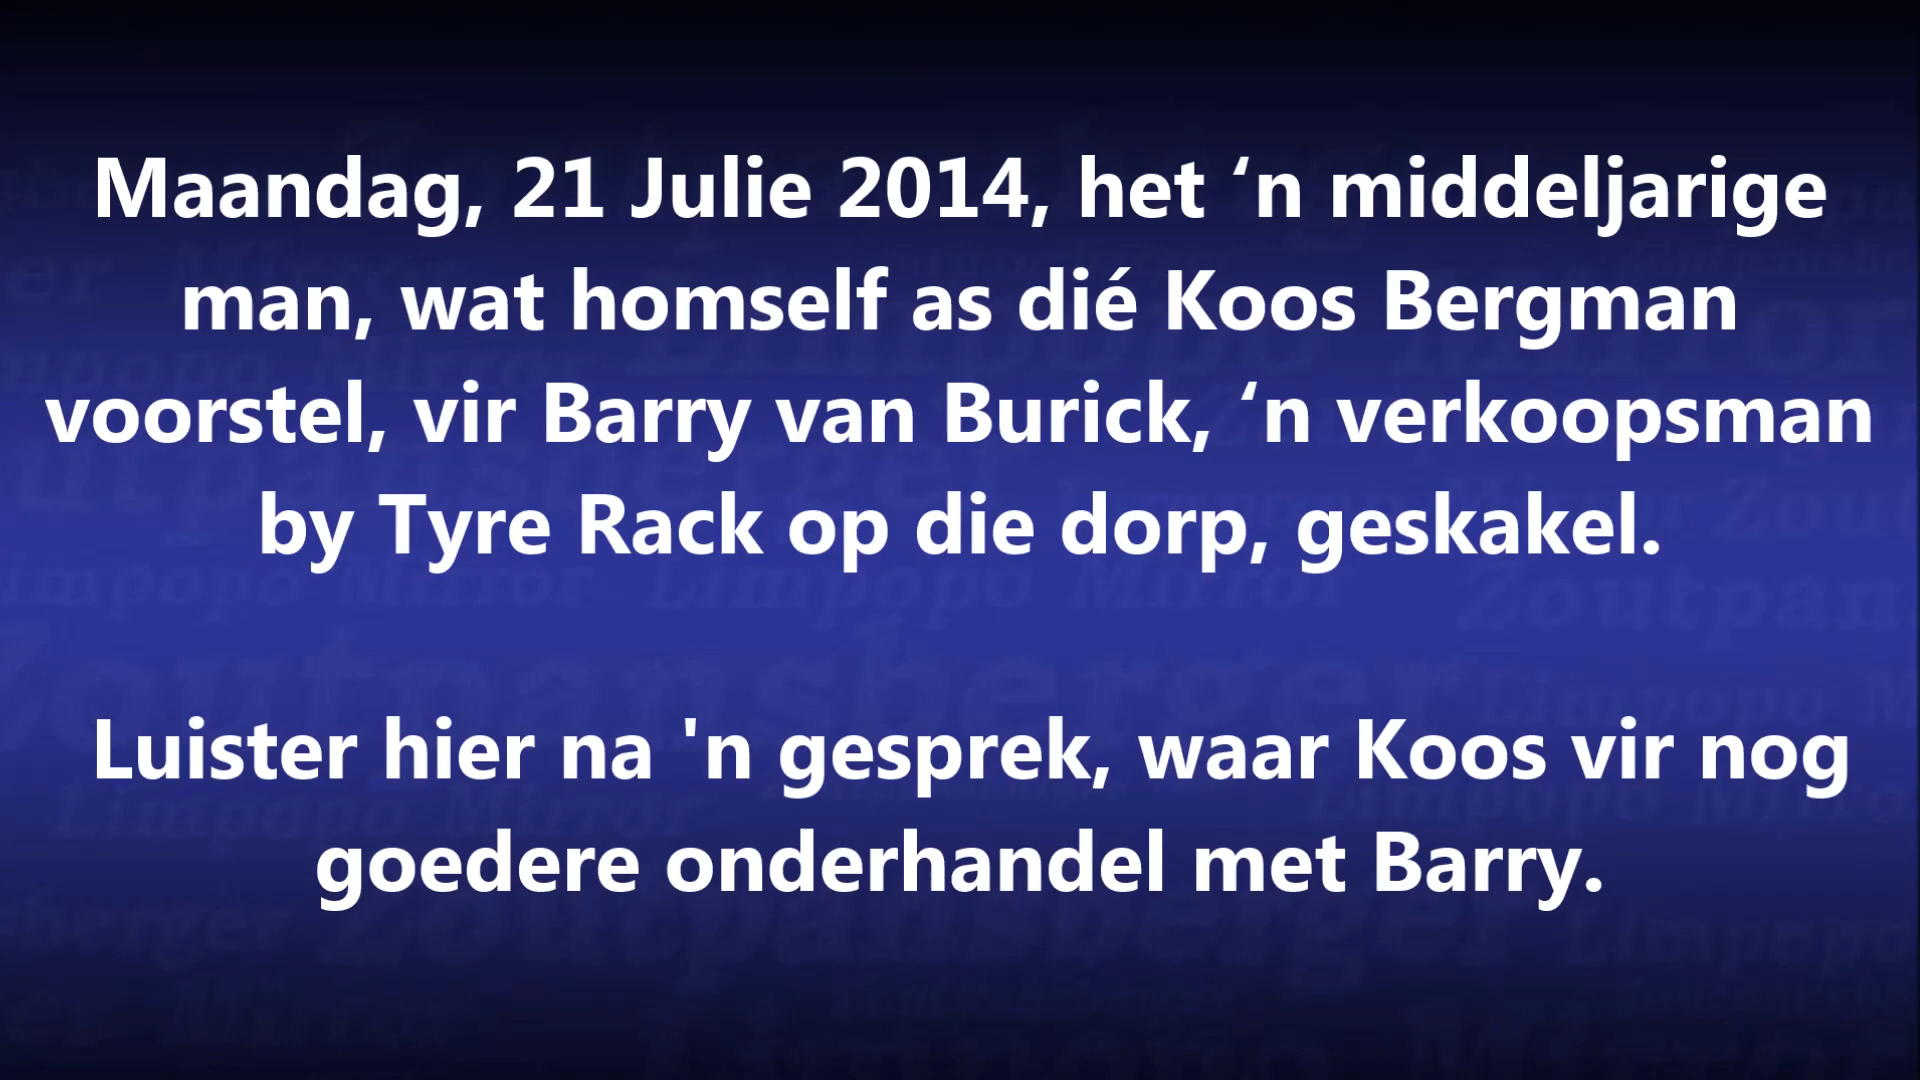 Maandag, 21 Julie 2014, het ‘n middeljarige
man, wat homself as dié Koos Bergman
voorstel, vir Barry van Burick, ‘n verkoopsman
by Tyre Rack op die dorp, geskakel.
Luister hier na 'n gesprek, waar Koos vir nog
goedere onderhandel met Barry.